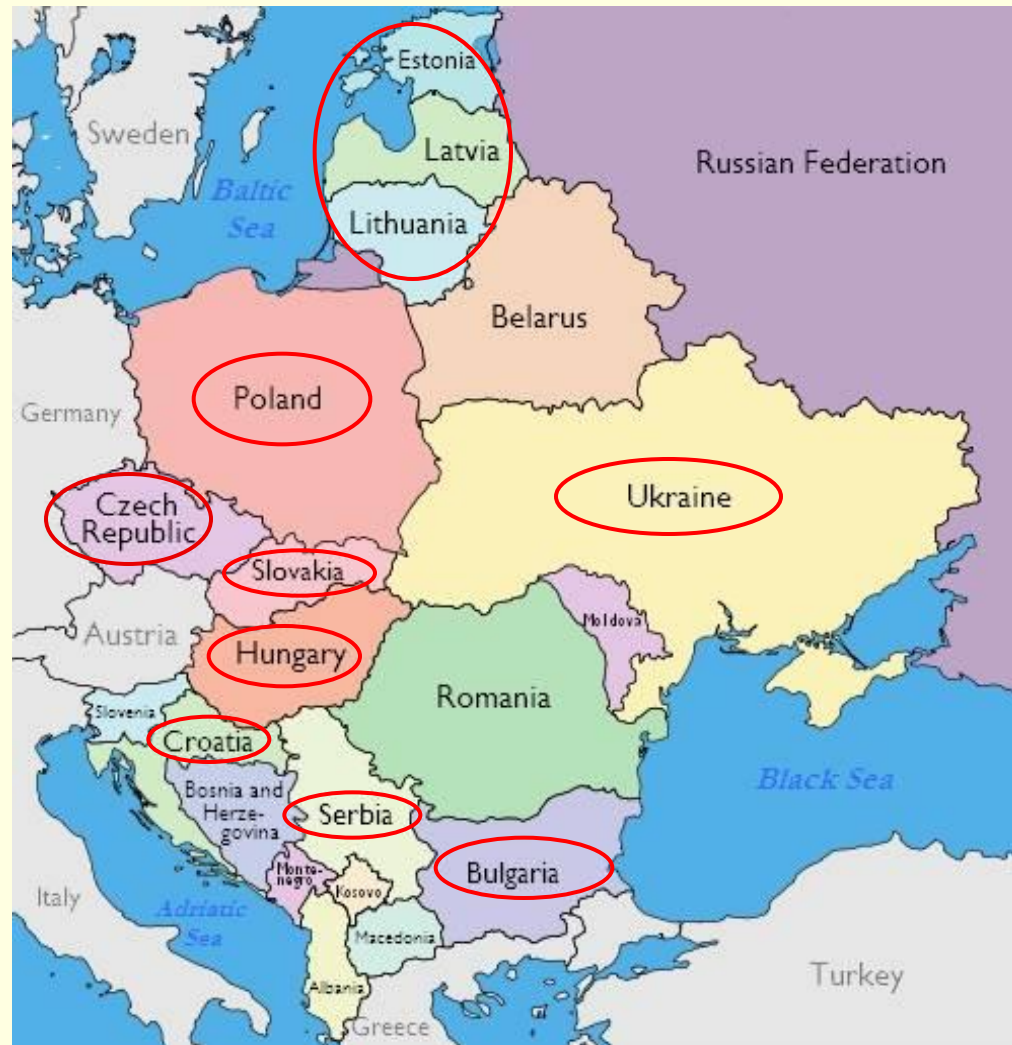 Estonia
Sweden
Latvia
Russian Federation
Baltic
Sea
Lithuania
Belarus
Poland
Germany
Czech
Republic
Ukraine
Slovakia
Moldova
Austria
Hungary
Romania
Slovenia
Croatia
Black Sea
Bosnia and
Herze-
govina
Serbia
Monte-
negro
Kosovo
Bulgaria
Italy
Adriatic
Sea
Macedonia
Turkey
Albania
Greece